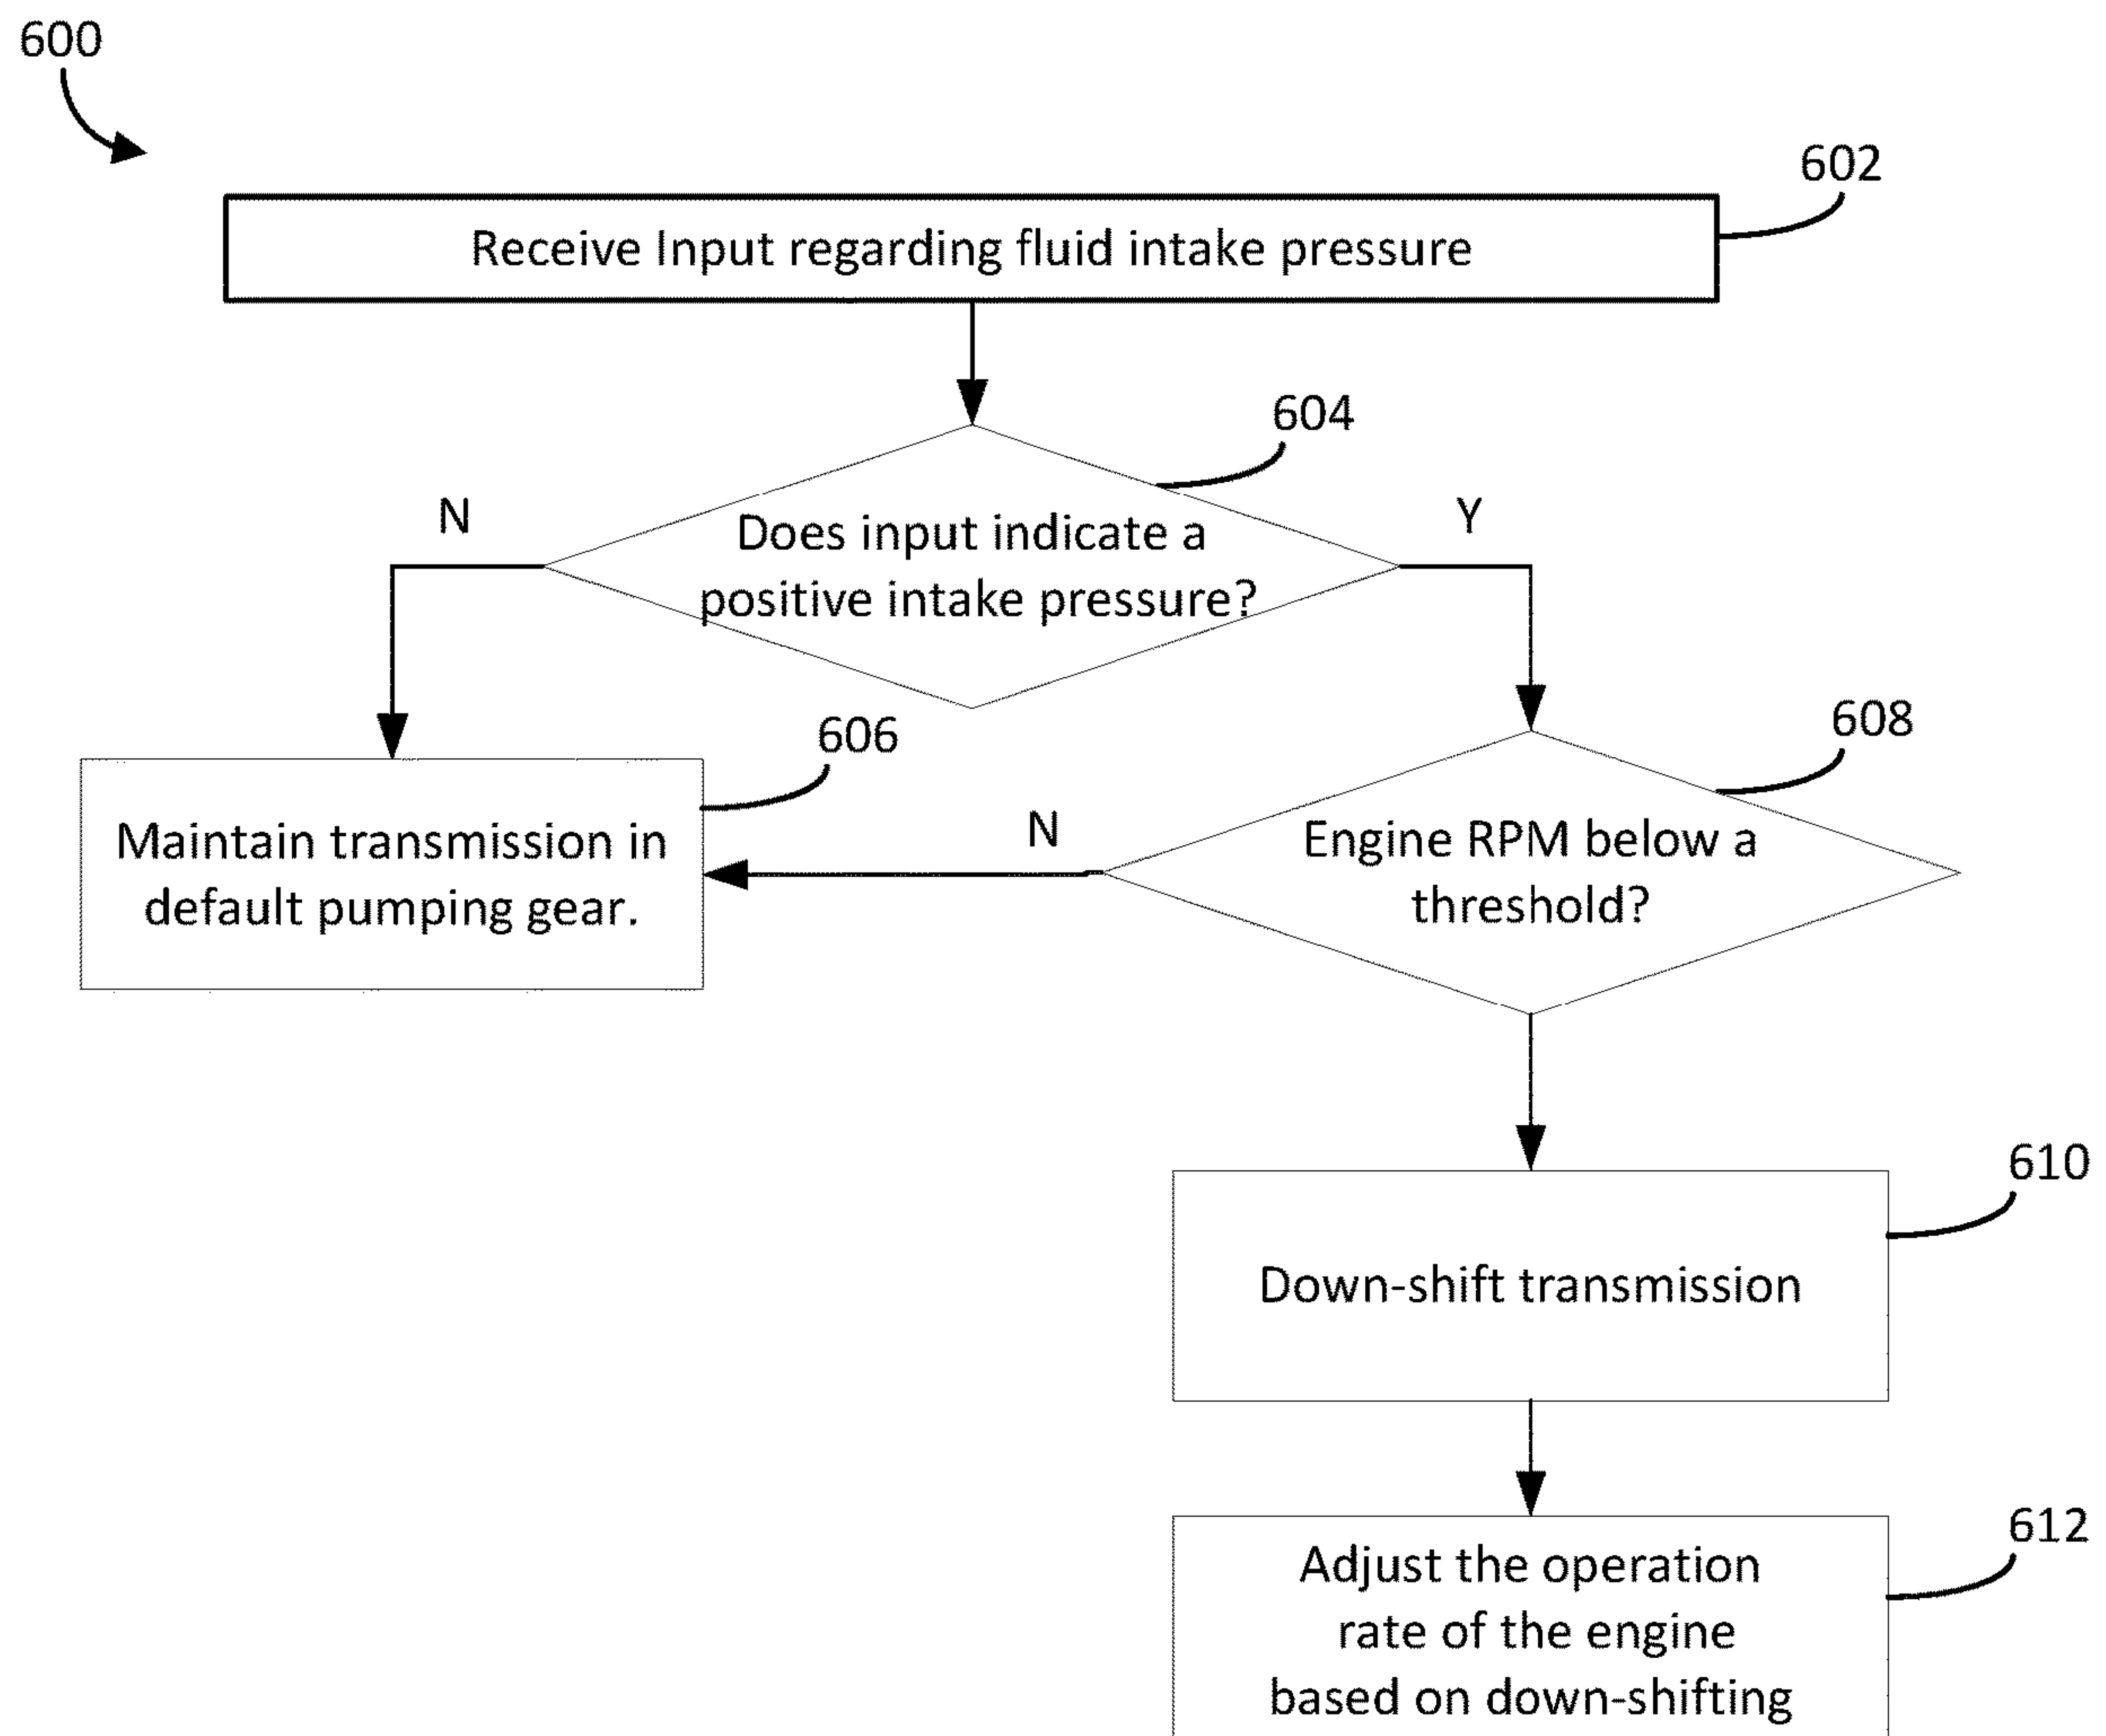 600
602
Receive Input regarding fluid intake pressure
604
N
Y
Does input indicate a
positive intake pressure?
606
608
Maintain transmission in
default pumping gear.
N
Engine RPM below a
threshold?
610
Down-shift transmission
612
Adjust the operation
rate of the engine
based on down-shifting